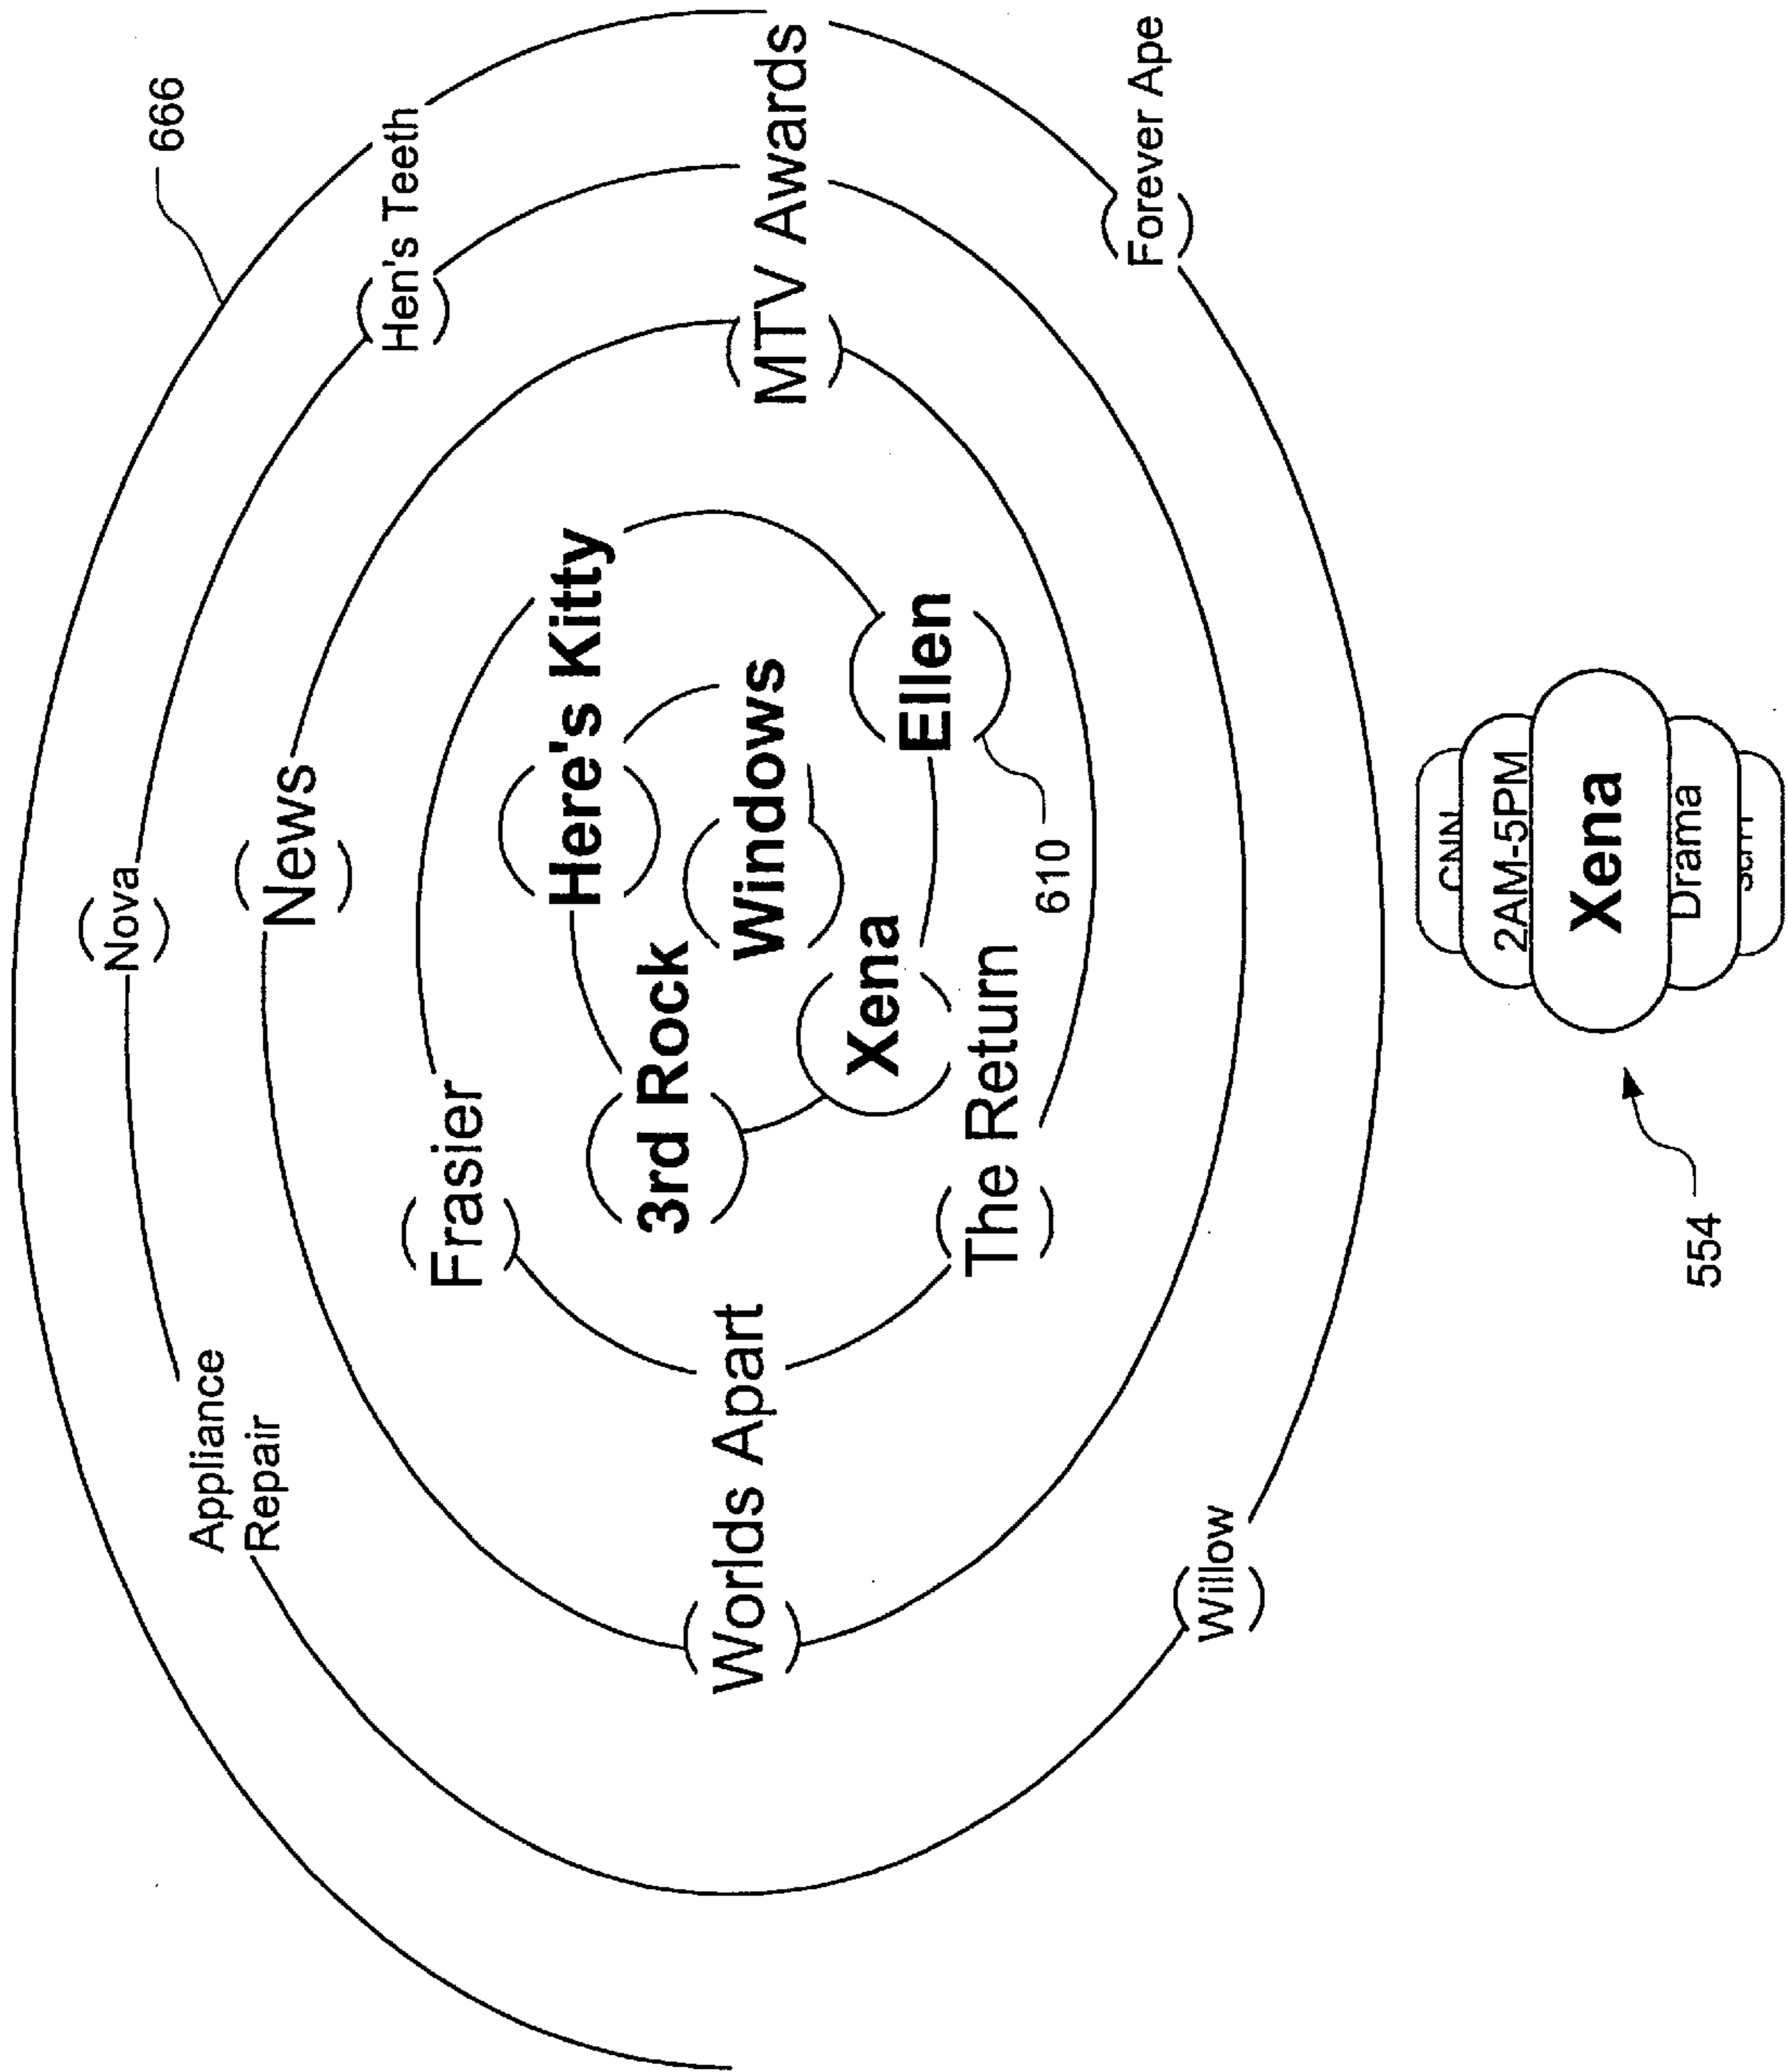 Nova
666
Appliance
Repair
News
Hen's Teeth
Frasier
Here's Kitty
3rd Rock
Worlds Apart
Windows
MTV Awards
Xena
Ellen
The Return
610
Forever Ape
Willow
CNN
2AM-5PM
Xena
Drama
554